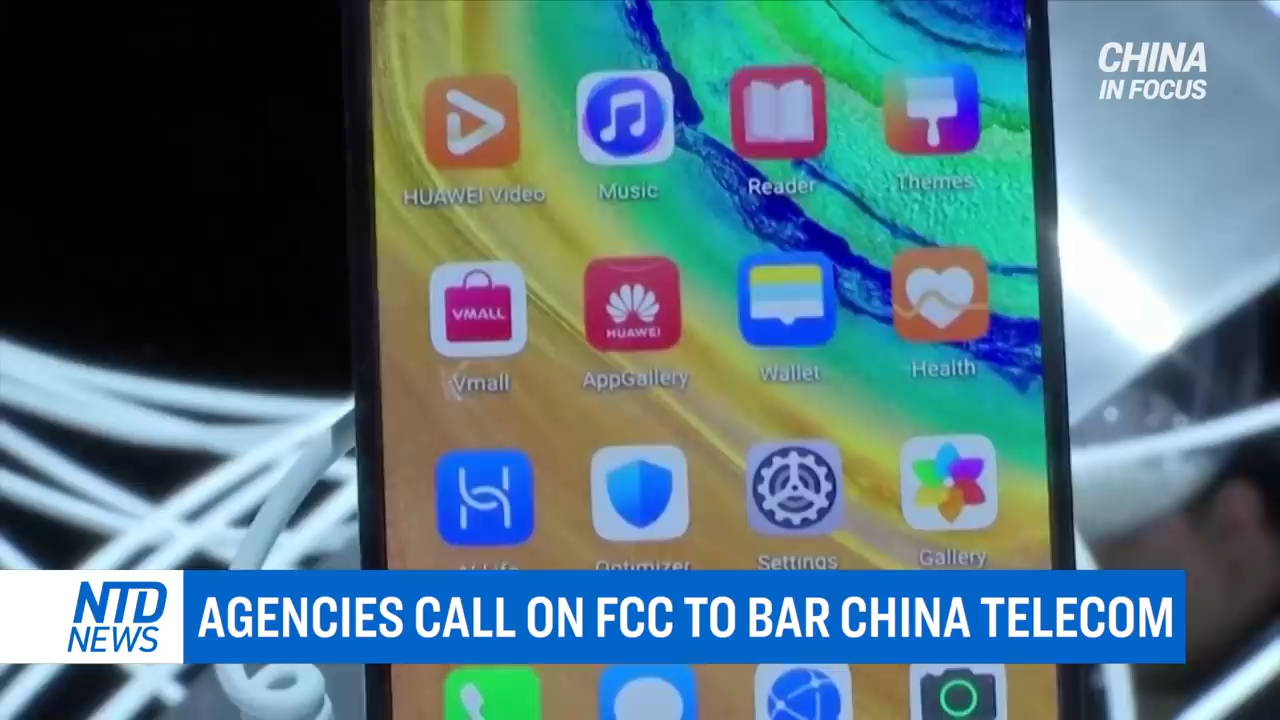 CHINA
IN FOCUS
HUAWEI Video
Music
Reader
Themes
VMALL
HUAWEI
Vmall
AppGallery
Wallet
Health
Optimizer
Settings
Gallery
NTD
NEWS
AGENCIES CALL ON FCC TO BAR CHINA TELECOM